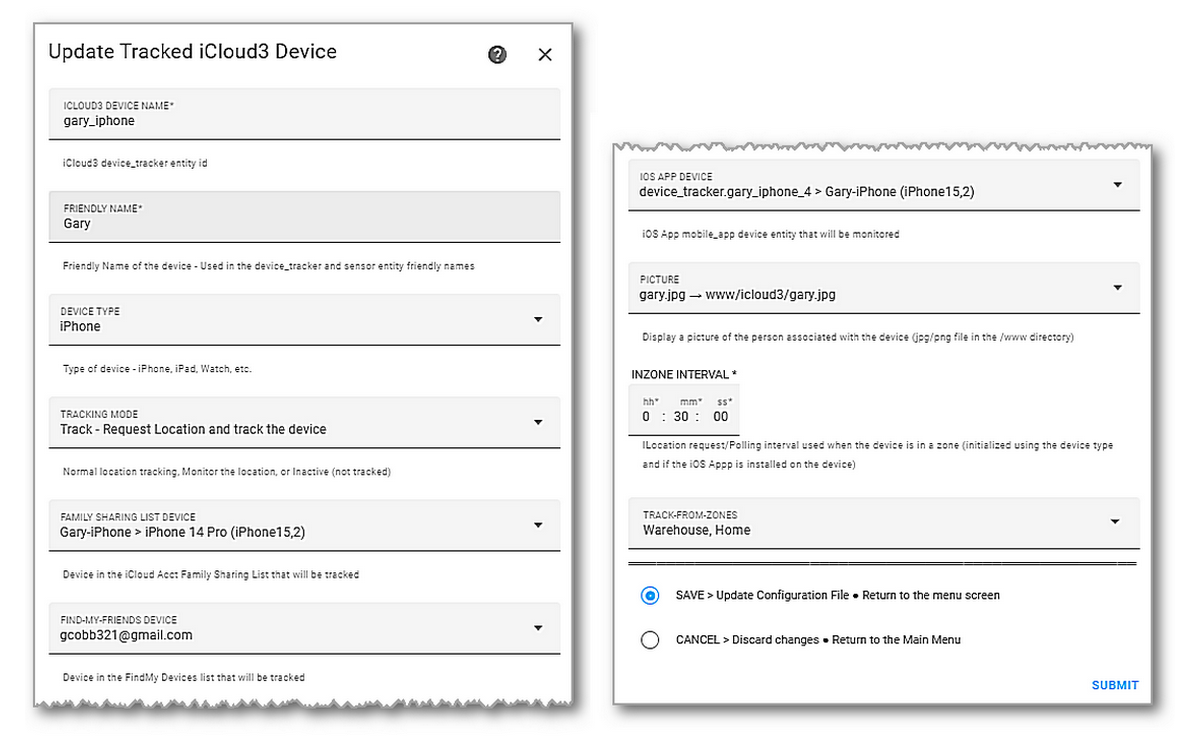 Update Tracked iCloud3 Device
ICLOUD3 DEVICE NAME*
gary_iphone
iCloud3 device_tracker entity id
FRIENDLY NAME*
Gary
Friendly Name of the device - Used in the device_tracker and sensor entity friendly names
DEVICE TYPE
iPhone
Type of device - iPhone, iPad, Watch, etc.
TRACKING MODE
Track - Request Location and track the device
Normal location tracking, Monitor the location, or Inactive (not tracked)
FAMILY SHARING LIST DEVICE
Gary-iPhone > iPhone 14 Pro (iPhone15,2)
Device in the iCloud Acct Family Sharing List that will be tracked
FIND-MY-FRIENDS DEVICE
gcobb321@gmail.com
Device in the FindMy Devices list that will be tracked
IOS APP DEVICE
device_tracker.gary_iphone_4 > Gary-iPhone (iPhone15,2)
iOS App mobile_app device entity that will be monitored
PICTURE
gary.jpg → www/icloud3/gary.jpg
Display a picture of the person associated with the device (jpg/png file in the /www directory)
INZONE INTERVAL *
hh* mm* ss*
0 : 30 : 00
ILocation request/Polling interval used when the device is in a zone (initialized using the device type
and if the iOS Appp is installed on the device)
TRACK-FROM-ZONES
Warehouse, Home
SAVE > Update Configuration File ● Return to the menu screen
CANCEL > Discard changes ● Return to the Main Menu
SUBMIT